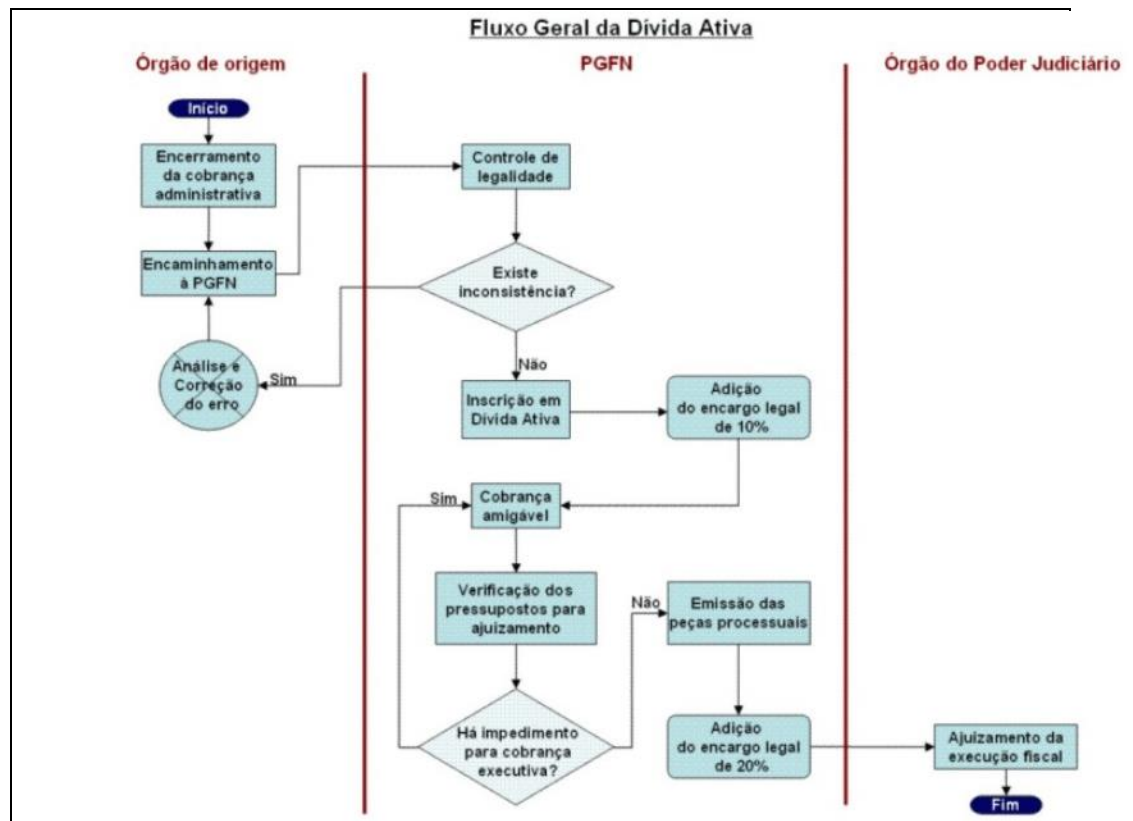 Fluxo Geral da Dívida Ativa
Órgão de origem
PGFN
Órgão do Poder Judiciário
Início
Encerramento
da cobrança
administrativa
Encaminhamento
à PGFN
Análise e
Correção
do erro
Sim
Controle de
legalidade
Existe
inconsistência?
Não
Inscrição em
Dívida Ativa
Adição
do encargo legal
de 10%
Sim
Cobrança
amigável
Verificação dos
pressupostos para
ajuizamento
Há impedimento
para cobrança
executiva?
Não
Emissão das
peças processuais
Adição
do encargo legal
de 20%
Ajuizamento da
execução fiscal
Fim